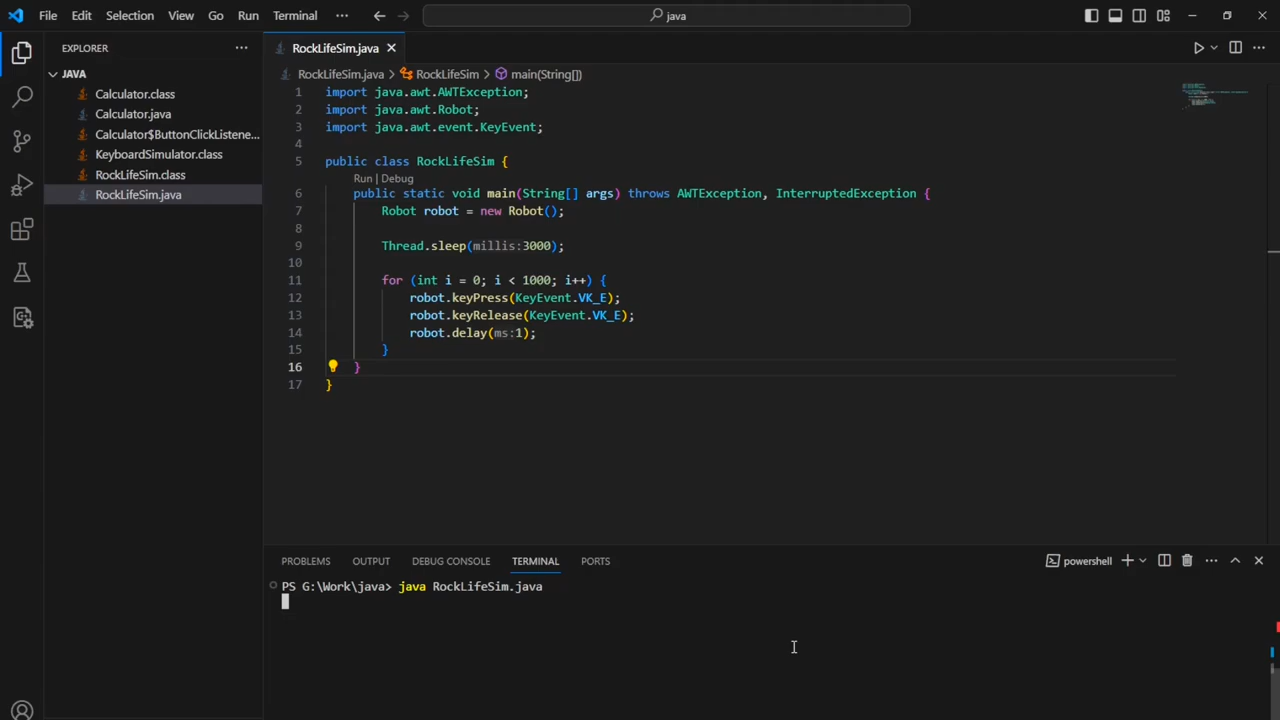 File Edit Selection View Go Run Terminal ··· java
EXPLORER ···
JAVA
Calculator.class
Calculator.java
Calculator$ButtonClickListene...
KeyboardSimulator.class
RockLifeSim.class
RockLifeSim.java
RockLifeSim.java
RockLifeSim.java > RockLifeSim > main(String[])
1 import java.awt.AWTException;
2 import java.awt.Robot;
3 import java.awt.event.KeyEvent;
4
5 public class RockLifeSim {
Run | Debug
6 public static void main(String[] args) throws AWTException, InterruptedException {
7 Robot robot = new Robot();
8
9 Thread.sleep(millis:3000);
10
11 for (int i = 0; i < 1000; i++) {
12 robot.keyPress(KeyEvent.VK_E);
13 robot.keyRelease(KeyEvent.VK_E);
14 robot.delay(ms:1);
15 }
16 }
17 }
PROBLEMS OUTPUT DEBUG CONSOLE TERMINAL PORTS powershell
PS G:\Work\java> java RockLifeSim.java